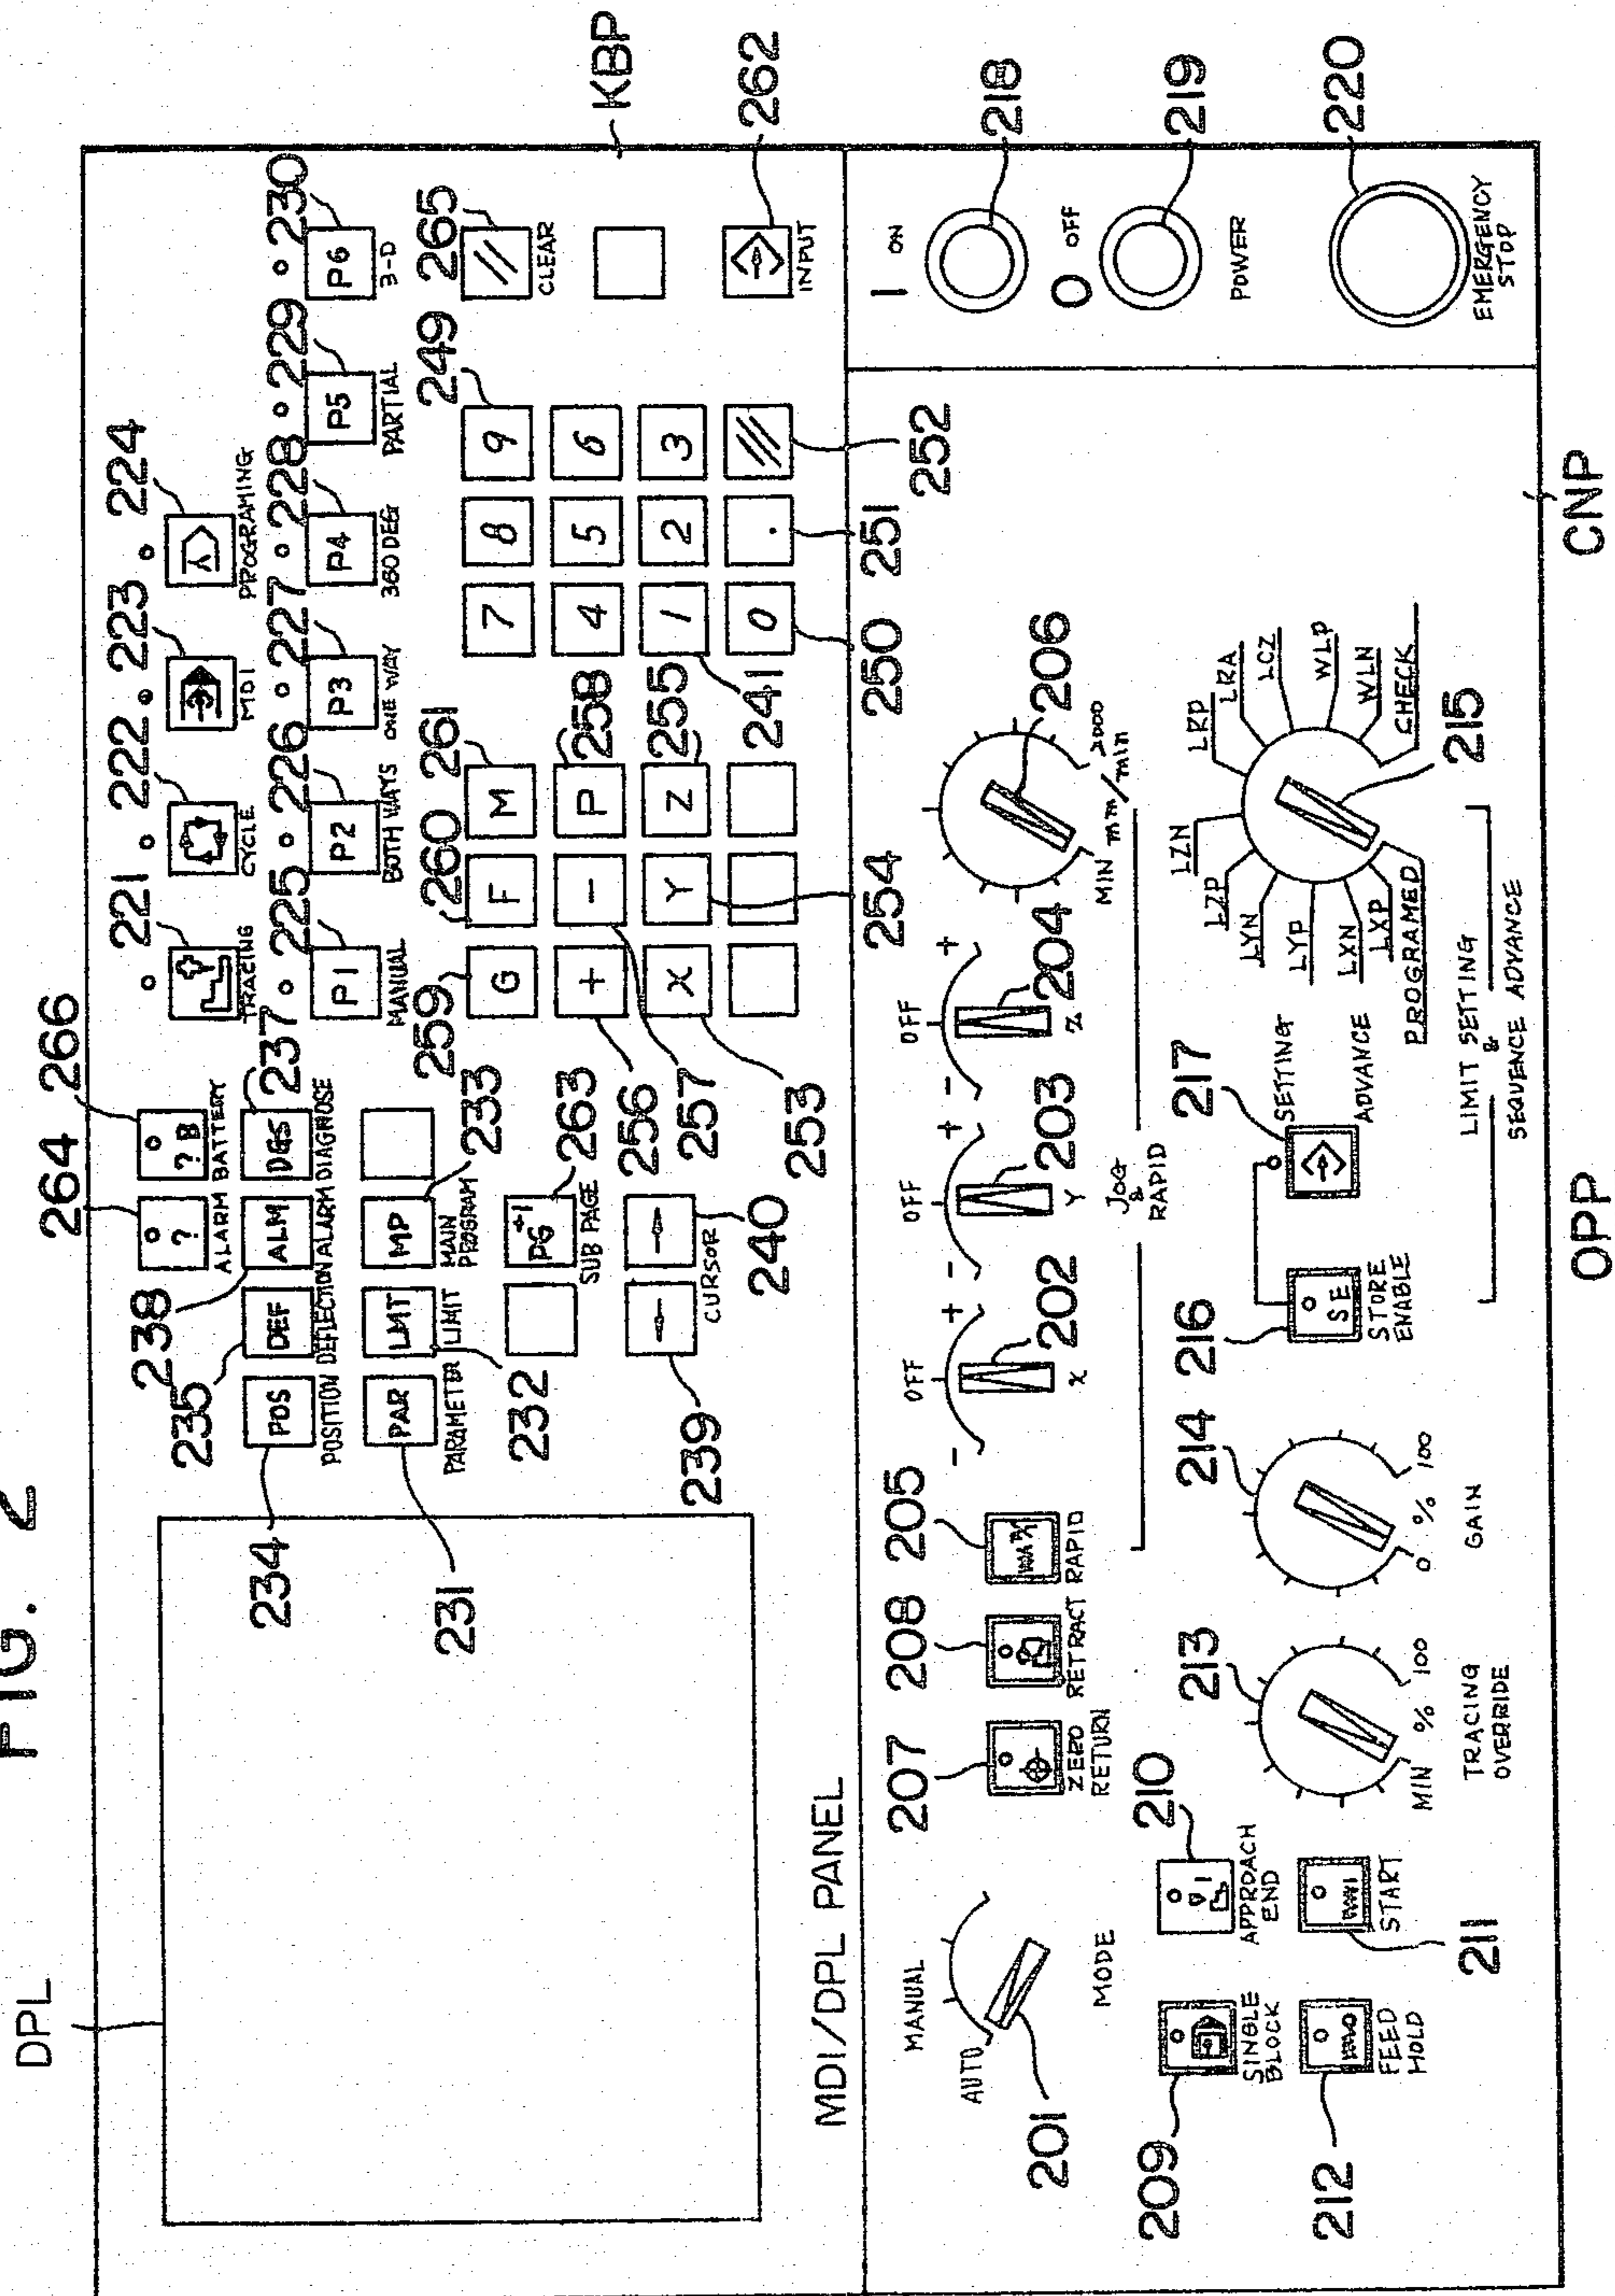 FIG. 2
DPL
KBP
264
266
221
222
223
224
?
?B
ALARM
BATTERY
TRACING
CYCLE
MDI
PROGRAMING
238
235
237
225
226
227
228
229
230
POS
DEF
ALM
DGS
P1
P2
P3
P4
P5
P6
POSITION
DEFLECTION
ALARM
DIAGNOSE
MANUAL
BOTH WAYS
ONE WAY
360 DEG
PARTIAL
3-D
234
PAR
LMT
MP
PARAMETER
LIMIT
MAIN
PROGRAM
233
231
232
259
260
261
249
265
G
F
M
7
8
9
CLEAR
PG+1
SUB PAGE
263
+
-
P
258
4
5
6
256
257
X
Y
Z
255
1
2
3
CURSOR
239
240
253
254
241
0
.
250
251
252
INPUT
262
MDI/DPL PANEL
MANUAL
AUTO
MODE
201
207
208
205
ZERO
RETURN
RETRACT
RAPID
- OFF +
- OFF +
- OFF +
X
Y
Z
202
203
204
JOG
&
RAPID
206
MIN
mm/min
2000
I
ON
218
O
OFF
219
POWER
220
EMERGENCY
STOP
209
210
SINGLE
BLOCK
APPROACH
END
212
211
FEED
HOLD
START
213
MIN % 100
TRACING
OVERRIDE
214
0 % 100
GAIN
216
SE
STORE
ENABLE
217
SETTING
ADVANCE
LZN
LZP
LYN
LYP
LXN
LXP
PROGRAMED
LRP
LRA
LCZ
WLP
WLN
CHECK
215
LIMIT SETTING
&
SEQUENCE ADVANCE
OPP
CNP